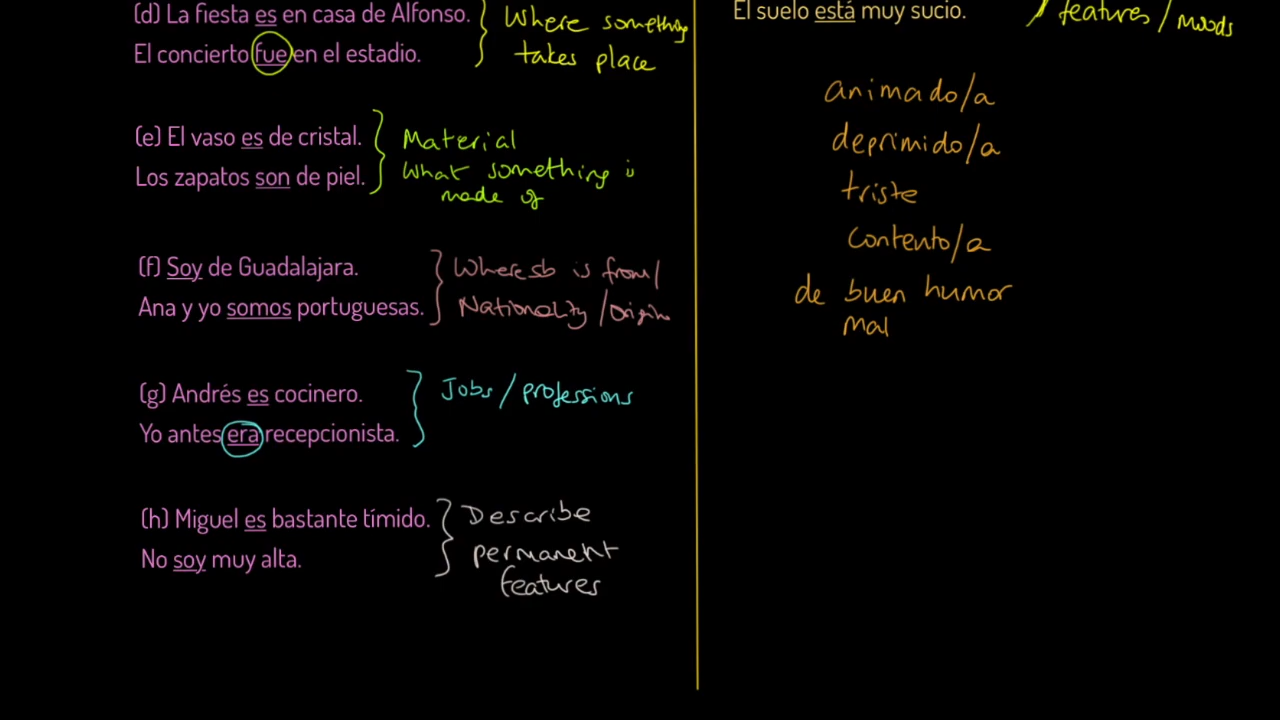 (d) La fiesta es en casa de Alfonso.
El concierto fue en el estadio.
Where something
takes place
(e) El vaso es de cristal.
Los zapatos son de piel.
Material
What something is
made of
(f) Soy de Guadalajara.
Ana y yo somos portuguesas.
Where sb is from/
Nationality/origin
(g) Andrés es cocinero.
Yo antes era recepcionista.
Jobs/professions
(h) Miguel es bastante tímido.
No soy muy alta.
Describe
permanent
features
El suelo está muy sucio.
features/moods
animado/a
deprimido/a
triste
contento/a
de buen humor
mal